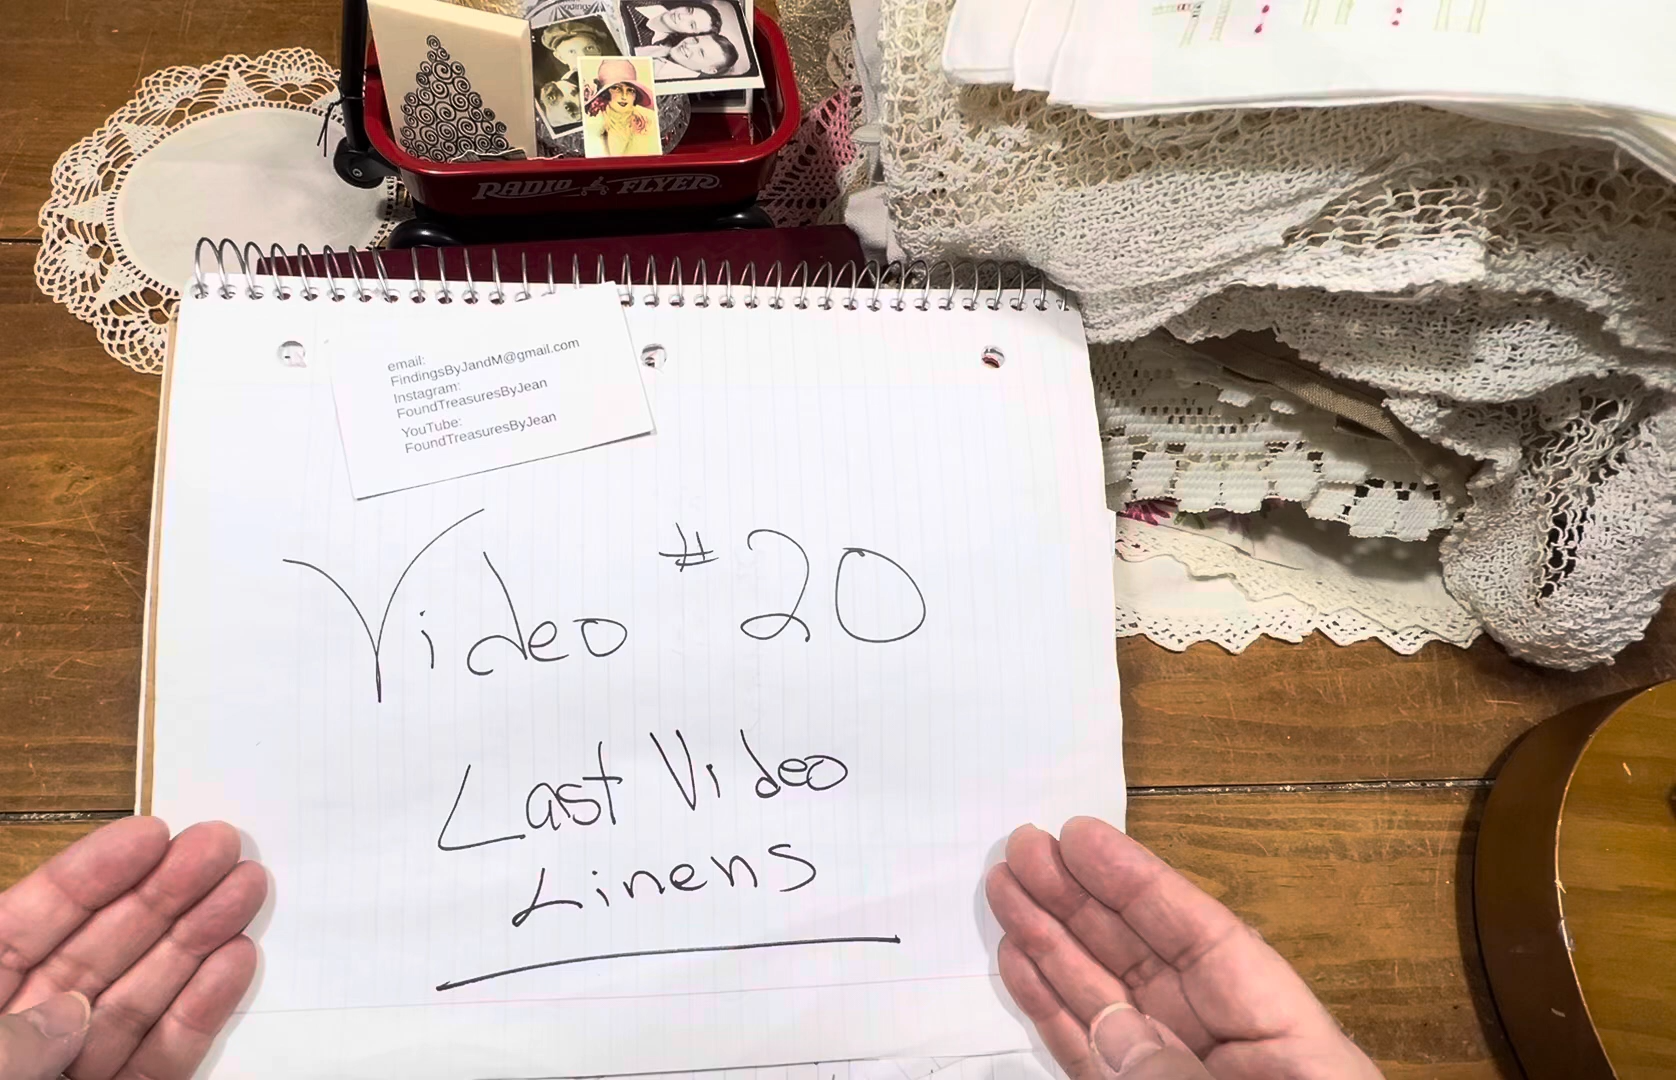 RADIO FLYER
email:
FindingsByJandM@gmail.com
Instagram:
FoundTreasuresByJean
YouTube:
FoundTreasuresByJean
Video #20
Last Video
Linens